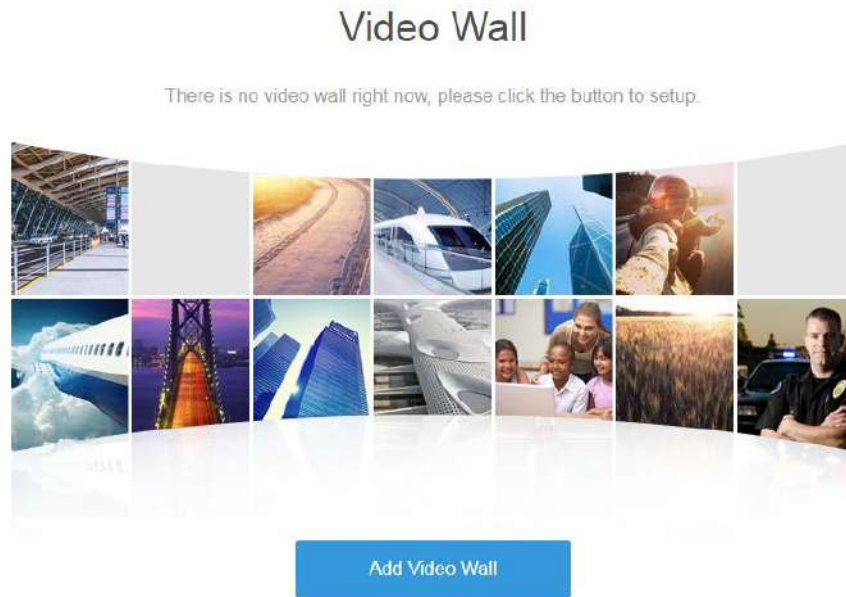 Video Wall
There is no video wall right now, please click the button to setup.
Add Video Wall